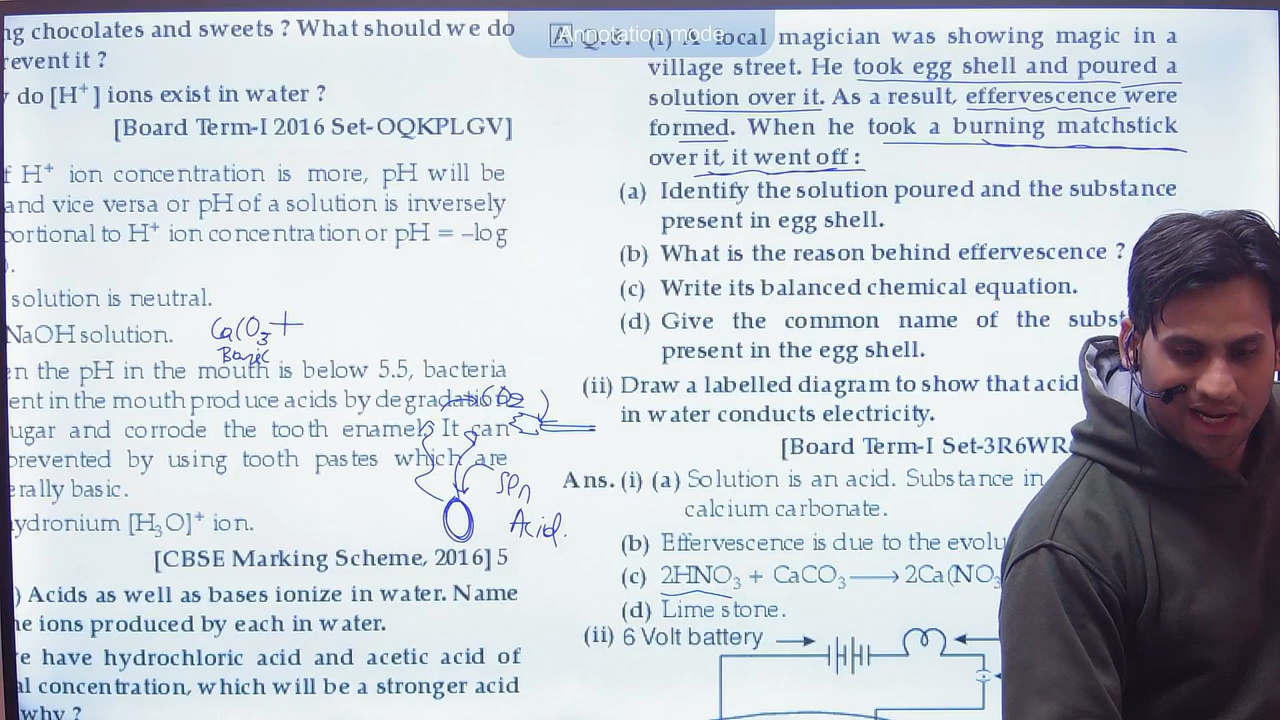 ng chocolates and sweets ? What should we do
revent it ?
do [H⁺] ions exist in water ?
[Board Term-I 2016 Set-OQKPLGV]
f H⁺ ion concentration is more, pH will be
and vice versa or pH of a solution is inversely
portional to H⁺ ion concentration or pH = –log
solution is neutral.
NaOH solution.
CaCO₃ +
Basic
en the pH in the mouth is below 5.5, bacteria
ent in the mouth produce acids by degradation
ugar and corrode the tooth enamel. It can
prevented by using tooth pastes which are
erally basic.
Sol^n
Acid.
ydronium [H₃O]⁺ ion.
[CBSE Marking Scheme, 2016] 5
) Acids as well as bases ionize in water. Name
e ions produced by each in water.
e have hydrochloric acid and acetic acid of
al concentration, which will be a stronger acid
why ?
Annotation mode
A Q. (i) A local magician was showing magic in a
village street. He took egg shell and poured a
solution over it. As a result, effervescence were
formed. When he took a burning matchstick
over it, it went off :
(a) Identify the solution poured and the substance
present in egg shell.
(b) What is the reason behind effervescence ?
(c) Write its balanced chemical equation.
(d) Give the common name of the subst
present in the egg shell.
(ii) Draw a labelled diagram to show that acid
in water conducts electricity.
[Board Term-I Set-3R6WR
Ans. (i) (a) Solution is an acid. Substance in
calcium carbonate.
(b) Effervescence is due to the evolu
(c) 2HNO₃ + CaCO₃ ⟶ 2Ca(NO₃
(d) Lime stone.
(ii) 6 Volt battery